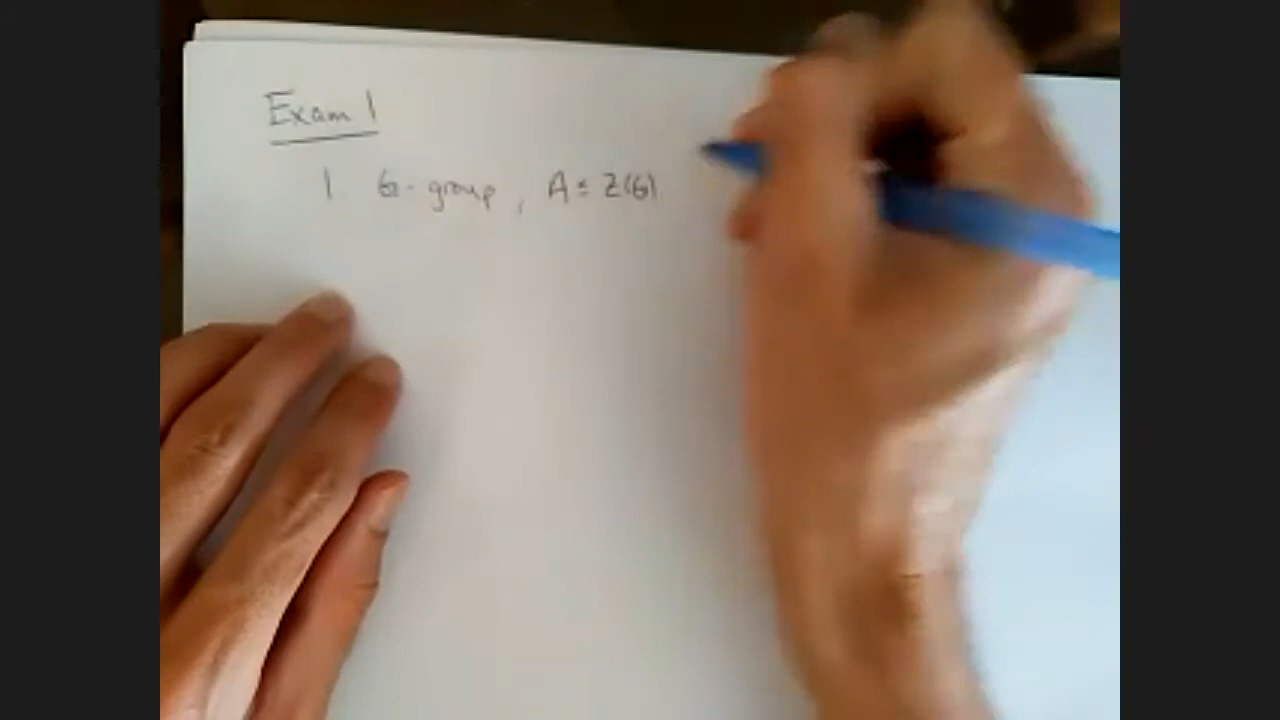 Exam 1
1. G - group, A ≤ Z(G).